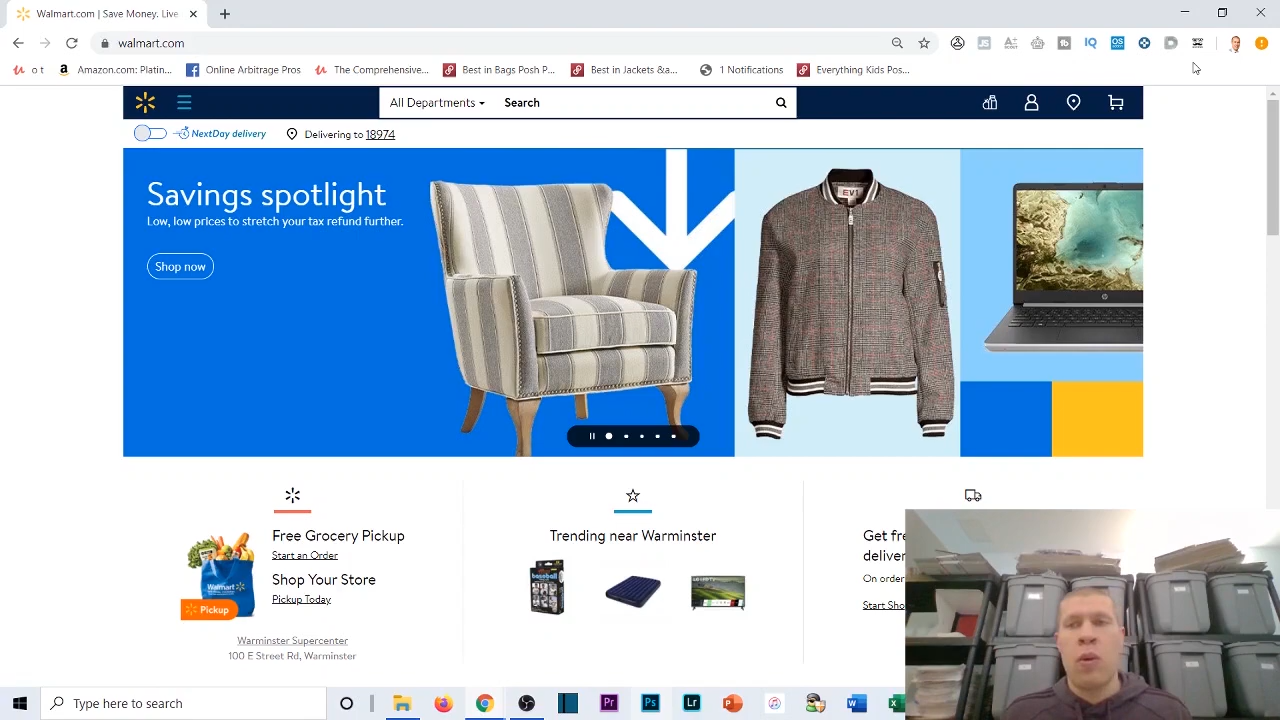 Walmart.com | Save Money. Live
walmart.com
o t
Amazon.com: Platin...
Online Arbitrage Pros
The Comprehensive...
Best in Bags Posh P...
Best in Jackets &a...
1 Notifications
Everything Kids Pos...
All Departments
Search
NextDay delivery
Delivering to 18974
Savings spotlight
Low, low prices to stretch your tax refund further.
Shop now
EV1
Free Grocery Pickup
Start an Order
Shop Your Store
Pickup Today
Walmart
Pickup
Warminster Supercenter
100 E Street Rd, Warminster
Trending near Warminster
baseball
Get fre
deliver
On order
Start Sho
Type here to search